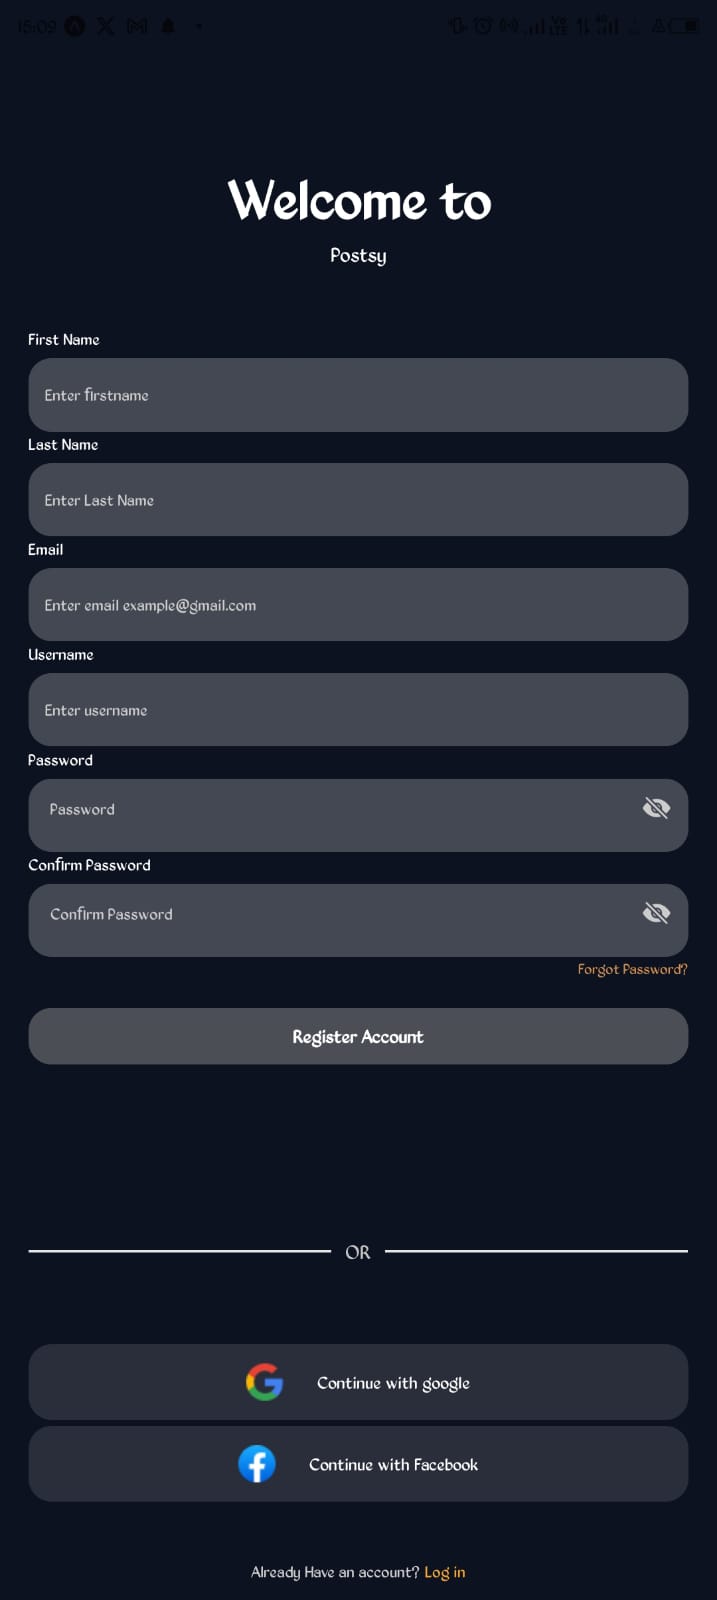 15:09
Welcome to
Postsy
First Name
Enter firstname
Last Name
Enter Last Name
Email
Enter email example@gmail.com
Username
Enter username
Password
Password
Confirm Password
Confirm Password
Forgot Password?
Register Account
OR
Continue with google
Continue with Facebook
Already Have an account? Log in